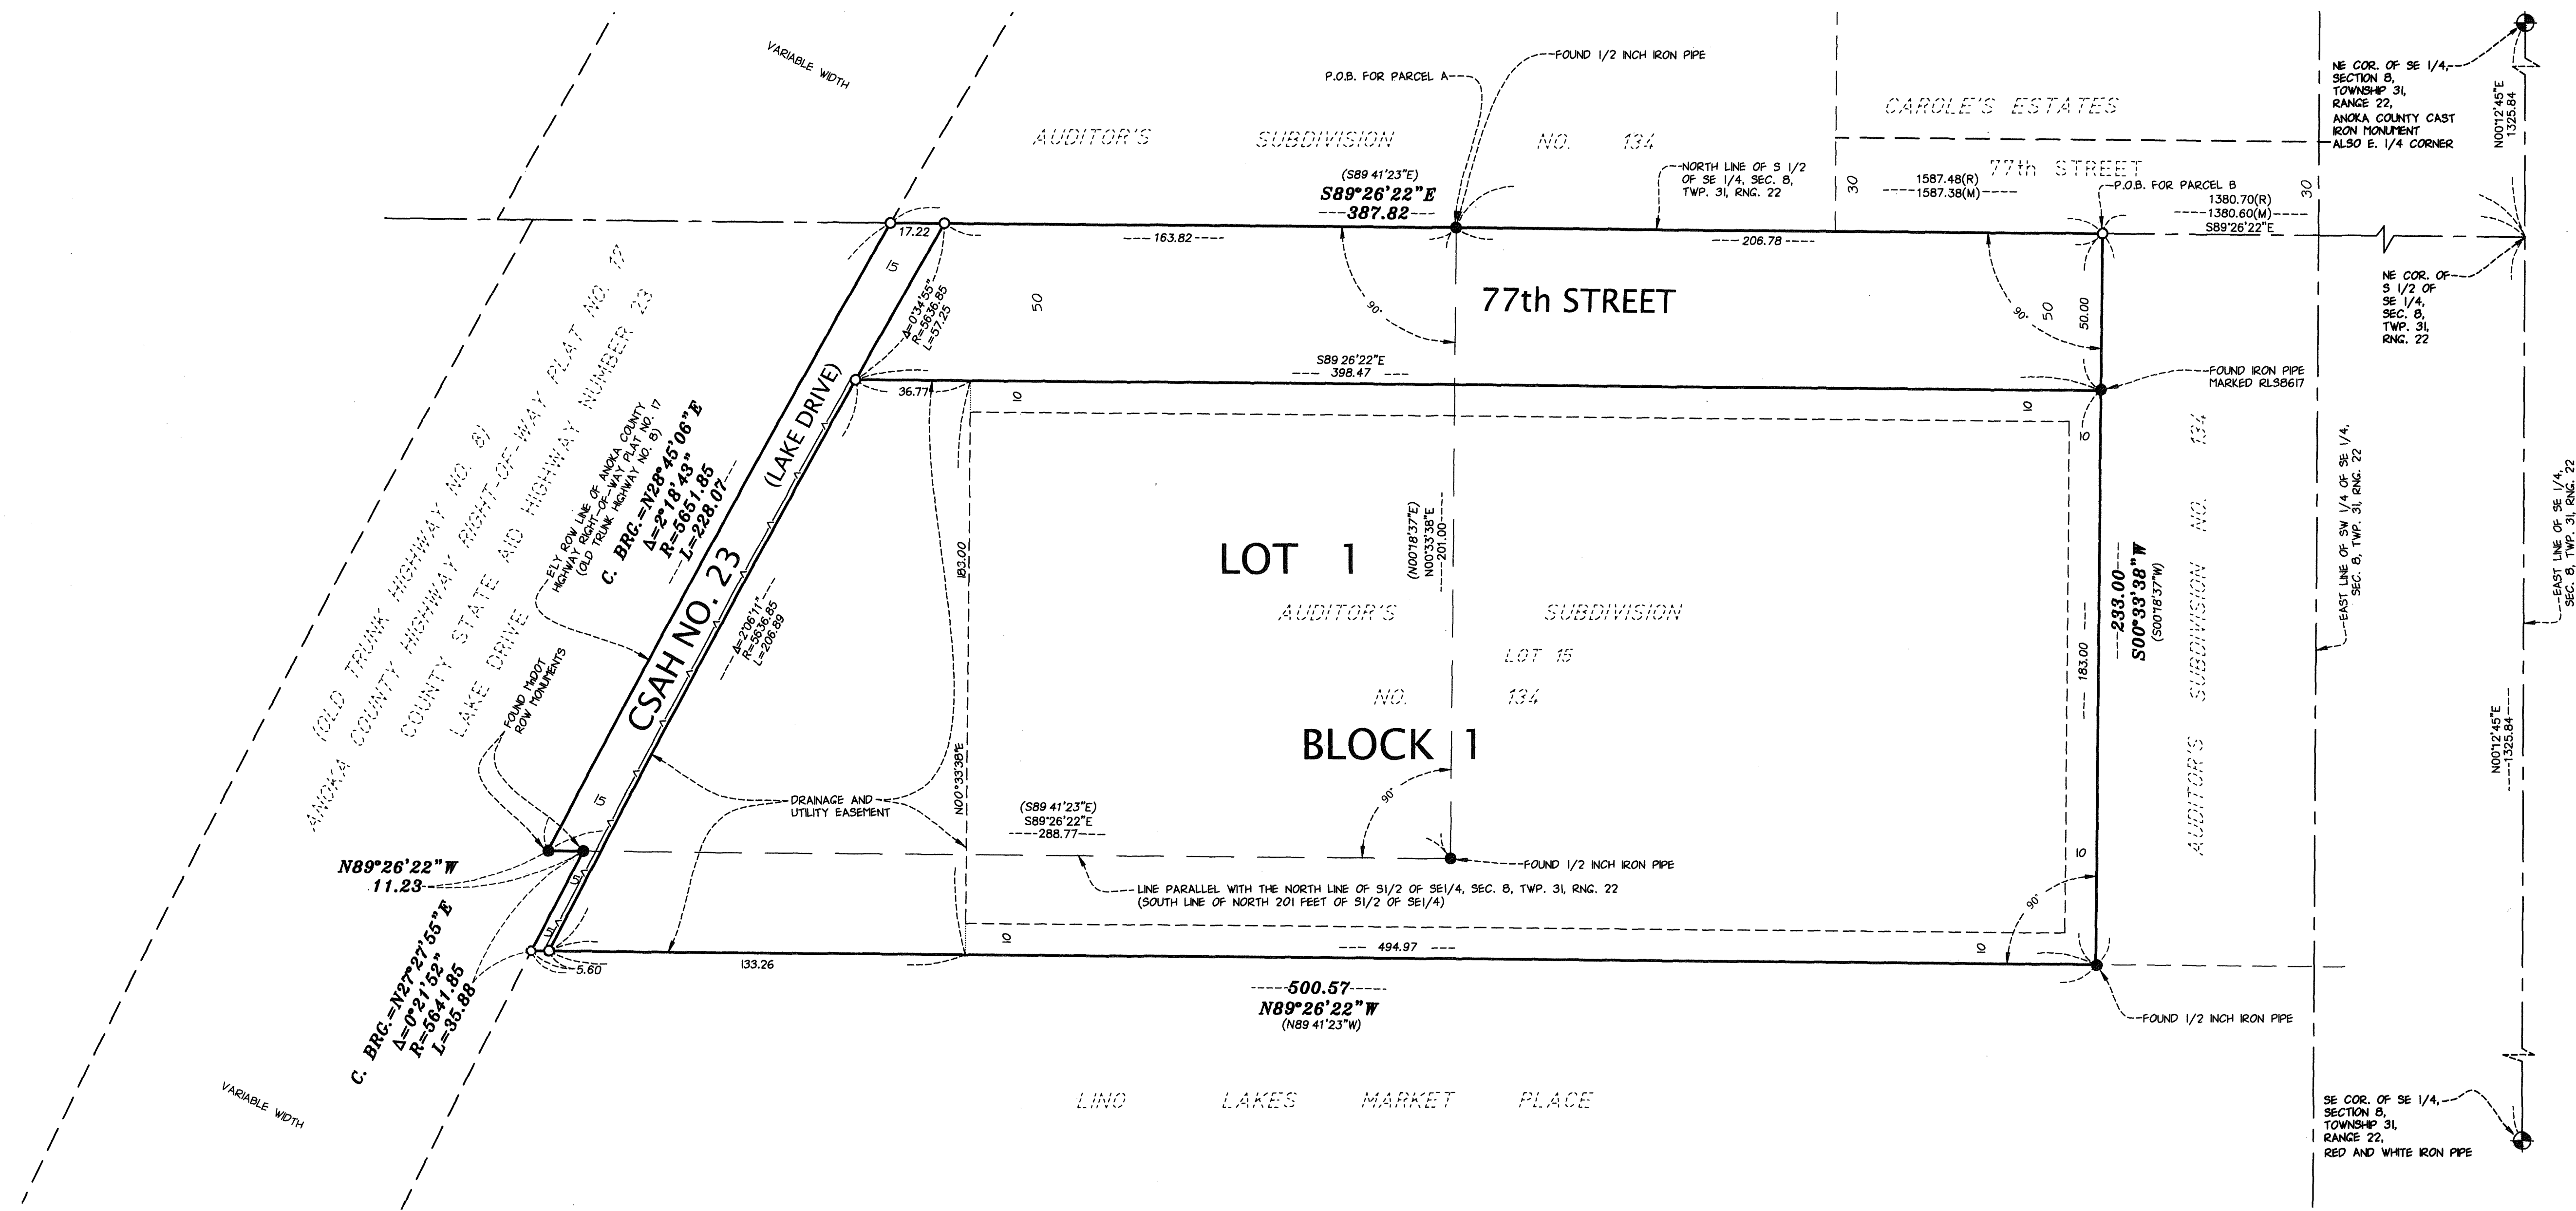 VARIABLE WIDTH
P.O.B. FOR PARCEL A
FOUND 1/2 INCH IRON PIPE
AUDITOR'S SUBDIVISION NO. 134
(S89 41'23"E)
S89°26'22"E
387.82
NORTH LINE OF S 1/2
OF SE 1/4, SEC. 8,
TWP. 31, RNG. 22
CAROLE'S ESTATES
77th STREET
30
1587.48(R)
1587.38(M)
P.O.B. FOR PARCEL B
30
1380.70(R)
1380.60(M)
S89°26'22"E
NE COR. OF SE 1/4,
SECTION 8,
TOWNSHIP 31,
RANGE 22,
ANOKA COUNTY CAST
IRON MONUMENT
ALSO E. 1/4 CORNER
N00°12'45"E
1325.84
17.22
163.82
206.78
15
50
Δ=0°34'55"
R=5636.85
L=57.25
90°
77th STREET
90°
50
50.00
NE COR. OF
S 1/2 OF
SE 1/4,
SEC. 8,
TWP. 31,
RNG. 22
S89 26'22"E
398.47
36.77
10
10
10
FOUND IRON PIPE
MARKED RLS8617
(OLD TRUNK HIGHWAY NO. 8)
ANOKA COUNTY HIGHWAY RIGHT-OF-WAY PLAT NO. 17
COUNTY STATE AID HIGHWAY NUMBER 23
LAKE DRIVE
E'LY ROW LINE OF ANOKA COUNTY
HIGHWAY RIGHT-OF-WAY PLAT NO. 17
(OLD TRUNK HIGHWAY NO. 8)
C. BRG.=N28°45'06"E
Δ=2°18'43"
R=5651.85
L=228.07
CSAH NO. 23
(LAKE DRIVE)
Δ=2°06'11"
R=5636.85
L=206.89
183.00
N00°33'38"E
LOT 1
(N00°18'37"E)
N00°33'38"E
201.00
AUDITOR'S SUBDIVISION
LOT 15
NO. 134
BLOCK 1
183.00
233.00
S00°33'38"W
(S00°18'37"W)
AUDITOR'S SUBDIVISION NO. 134
EAST LINE OF SW 1/4 OF SE 1/4,
SEC. 8, TWP. 31, RNG. 22
EAST LINE OF SE 1/4,
SEC. 8, TWP. 31, RNG. 22
N00°12'45"E
1325.84
FOUND MnDOT
ROW MONUMENTS
15
DRAINAGE AND
UTILITY EASEMENT
(S89 41'23"E)
S89°26'22"E
288.77
90°
FOUND 1/2 INCH IRON PIPE
LINE PARALLEL WITH THE NORTH LINE OF S1/2 OF SE1/4, SEC. 8, TWP. 31, RNG. 22
(SOUTH LINE OF NORTH 201 FEET OF S1/2 OF SE1/4)
N89°26'22"W
11.23
5
5
10
90°
10
10
494.97
5.60
133.26
C. BRG.=N27°27'55"E
Δ=0°21'52"
R=5641.85
L=35.88
500.57
N89°26'22"W
(N89 41'23"W)
FOUND 1/2 INCH IRON PIPE
VARIABLE WIDTH
LINO LAKES MARKET PLACE
SE COR. OF SE 1/4,
SECTION 8,
TOWNSHIP 31,
RANGE 22,
RED AND WHITE IRON PIPE